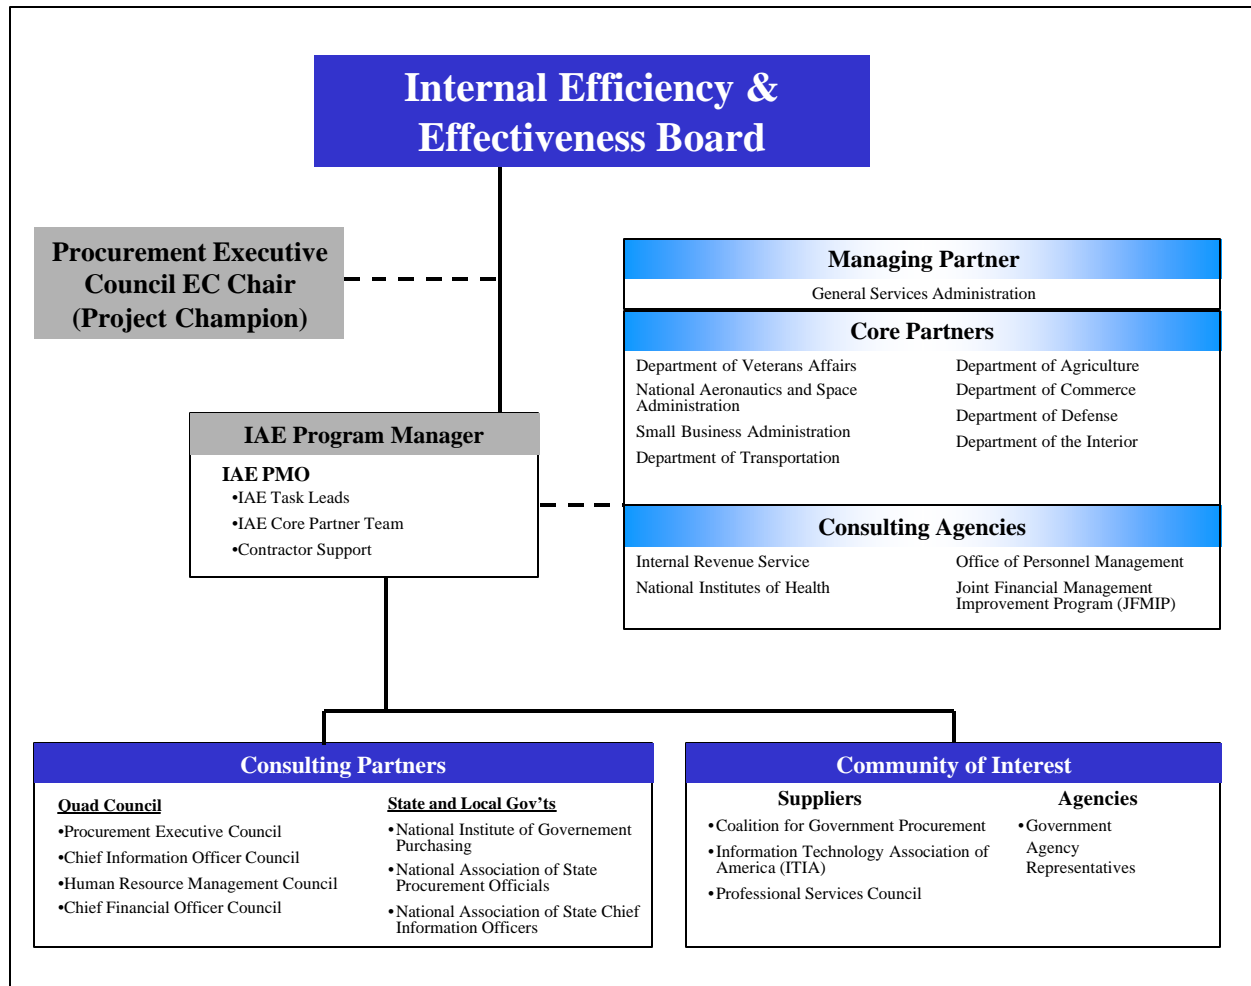 Internal Efficiency &
Effectiveness Board
Procurement Executive
Council EC Chair
(Project Champion)
Managing Partner
General Services Administration
Core Partners
Department of Veterans Affairs
National Aeronautics and Space
Administration
Small Business Administration
Department of Transportation
Department of Agriculture
Department of Commerce
Department of Defense
Department of the Interior
IAE Program Manager
IAE PMO
•IAE Task Leads
•IAE Core Partner Team
•Contractor Support
Consulting Agencies
Internal Revenue Service
National Institutes of Health
Office of Personnel Management
Joint Financial Management
Improvement Program (JFMIP)
Consulting Partners
Quad Council
•Procurement Executive Council
•Chief Information Officer Council
•Human Resource Management Council
•Chief Financial Officer Council
State and Local Gov'ts
•National Institute of Governement
Purchasing
•National Association of State
Procurement Officials
•National Association of State Chief
Information Officers
Community of Interest
Suppliers
•Coalition for Government Procurement
•Information Technology Association of
America (ITIA)
•Professional Services Council
Agencies
•Government
Agency
Representatives